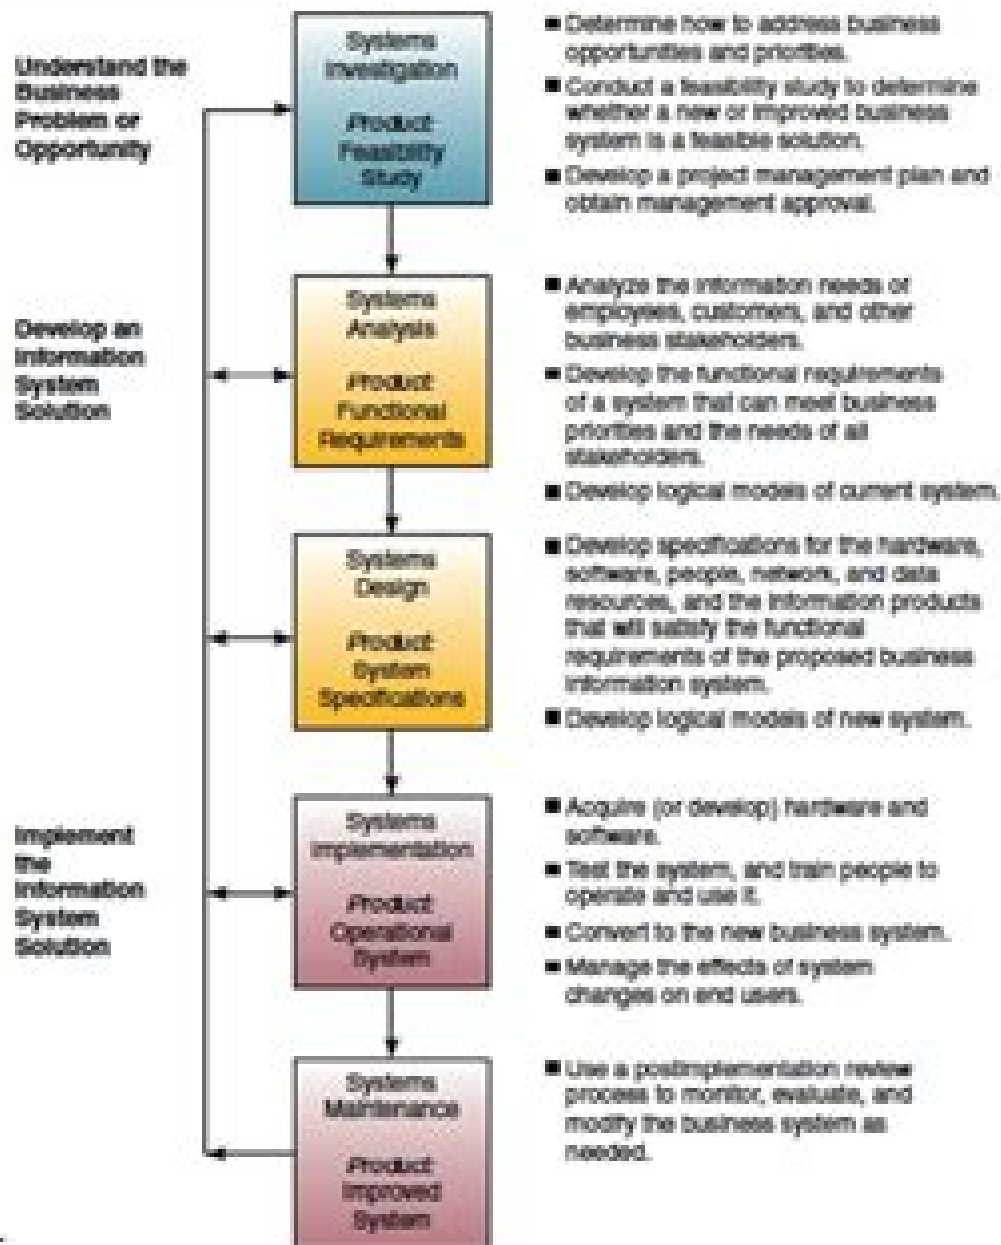 Understand the
Business
Problem or
Opportunity
Systems
Investigation
Product:
Feasibility
Study
■ Determine how to address business
opportunities and priorities.
■ Conduct a feasibility study to determine
whether a new or improved business
system is a feasible solution.
■ Develop a project management plan and
obtain management approval.
Develop an
Information
System
Solution
Systems
Analysis
Product:
Functional
Requirements
■ Analyze the information needs of
employees, customers, and other
business stakeholders.
■ Develop the functional requirements
of a system that can meet business
priorities and the needs of all
stakeholders.
■ Develop logical models of current system.
Systems
Design
Product:
System
Specifications
■ Develop specifications for the hardware,
software, people, network, and data
resources, and the information products
that will satisfy the functional
requirements of the proposed business
information system.
■ Develop logical models of new system.
Implement
the
Information
System
Solution
Systems
Implementation
Product:
Operational
System
■ Acquire (or develop) hardware and
software.
■ Test the system, and train people to
operate and use it.
■ Convert to the new business system.
■ Manage the effects of system
changes on end users.
Systems
Maintenance
Product:
Improved
System
■ Use a postimplementation review
process to monitor, evaluate, and
modify the business system as
needed.